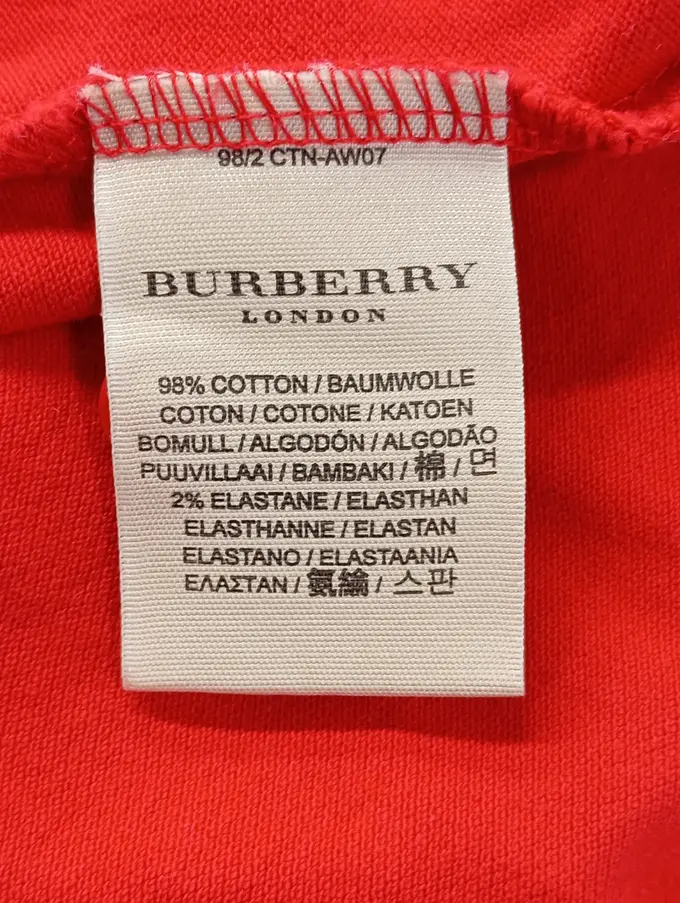 98/2 CTN-AW07
BURBERRY
LONDON
98% COTTON / BAUMWOLLE
COTON / COTONE / KATOEN
BOMULL / ALGODÓN / ALGODÃO
PUUVILLAAI / BAMBAKI / 棉 / 면
2% ELASTANE / ELASTHAN
ELASTHANNE / ELASTAN
ELASTANO / ELASTAANIA
ΕΛΑΣΤΑΝ / 氨綸 / 스판